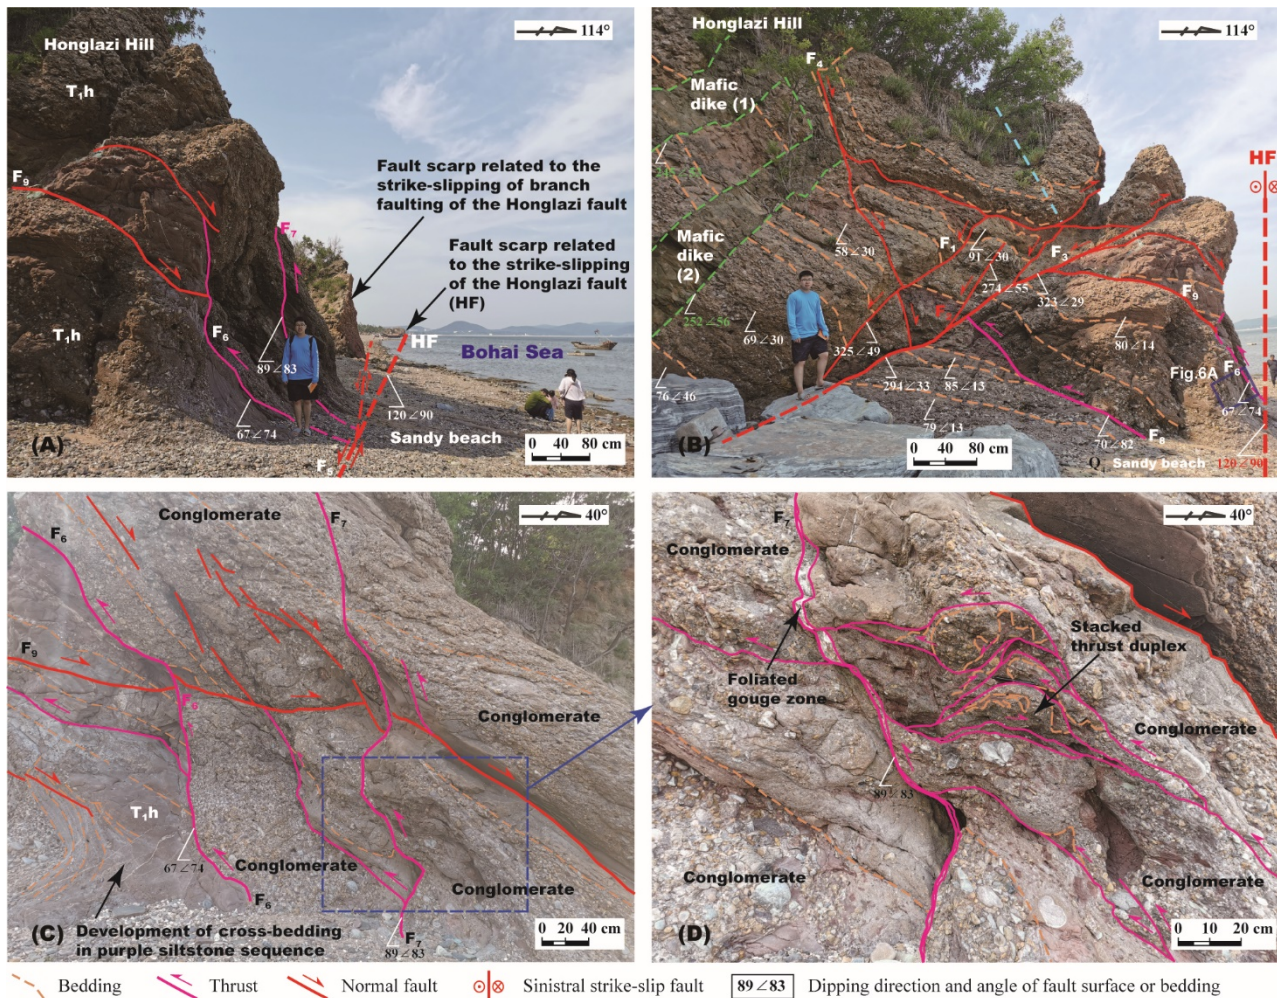 Honglazi Hill
114°
T₁h
F₉
Fault scarp related to the
strike-slipping of branch
faulting of the Honglazi fault
F₇
Fault scarp related
to the strike-slipping
of the Honglazi fault
(HF)
T₁h
F₆
HF
Bohai Sea
89∠83
120∠90
67∠74
Sandy beach
(A)
F₅
0 40 80 cm
Honglazi Hill
114°
F₄
Mafic
dike (1)
HF
Mafic
dike (2)
58∠30
F₁
91∠30
F₃
274∠55
323∠29
F₉
252∠56
69∠30
325∠49
80∠14
Fig.6A
F₆
76∠46
294∠33
85∠13
67∠74
79∠13
70∠82
F₈
(B)
0 40 80 cm
Q
Sandy beach
120∠90
Conglomerate
F₇
40°
F₆
F₉
F₉
Conglomerate
T₁h
67∠74
Conglomerate
Conglomerate
F₆
(C)
Development of cross-bedding
in purple siltstone sequence
F₇
89∠83
0 20 40 cm
F₇
40°
Conglomerate
Conglomerate
Stacked
thrust duplex
Foliated
gouge zone
Conglomerate
89∠83
Conglomerate
Conglomerate
(D)
0 10 20 cm
Bedding
Thrust
Normal fault
Sinistral strike-slip fault
89∠83
Dipping direction and angle of fault surface or bedding